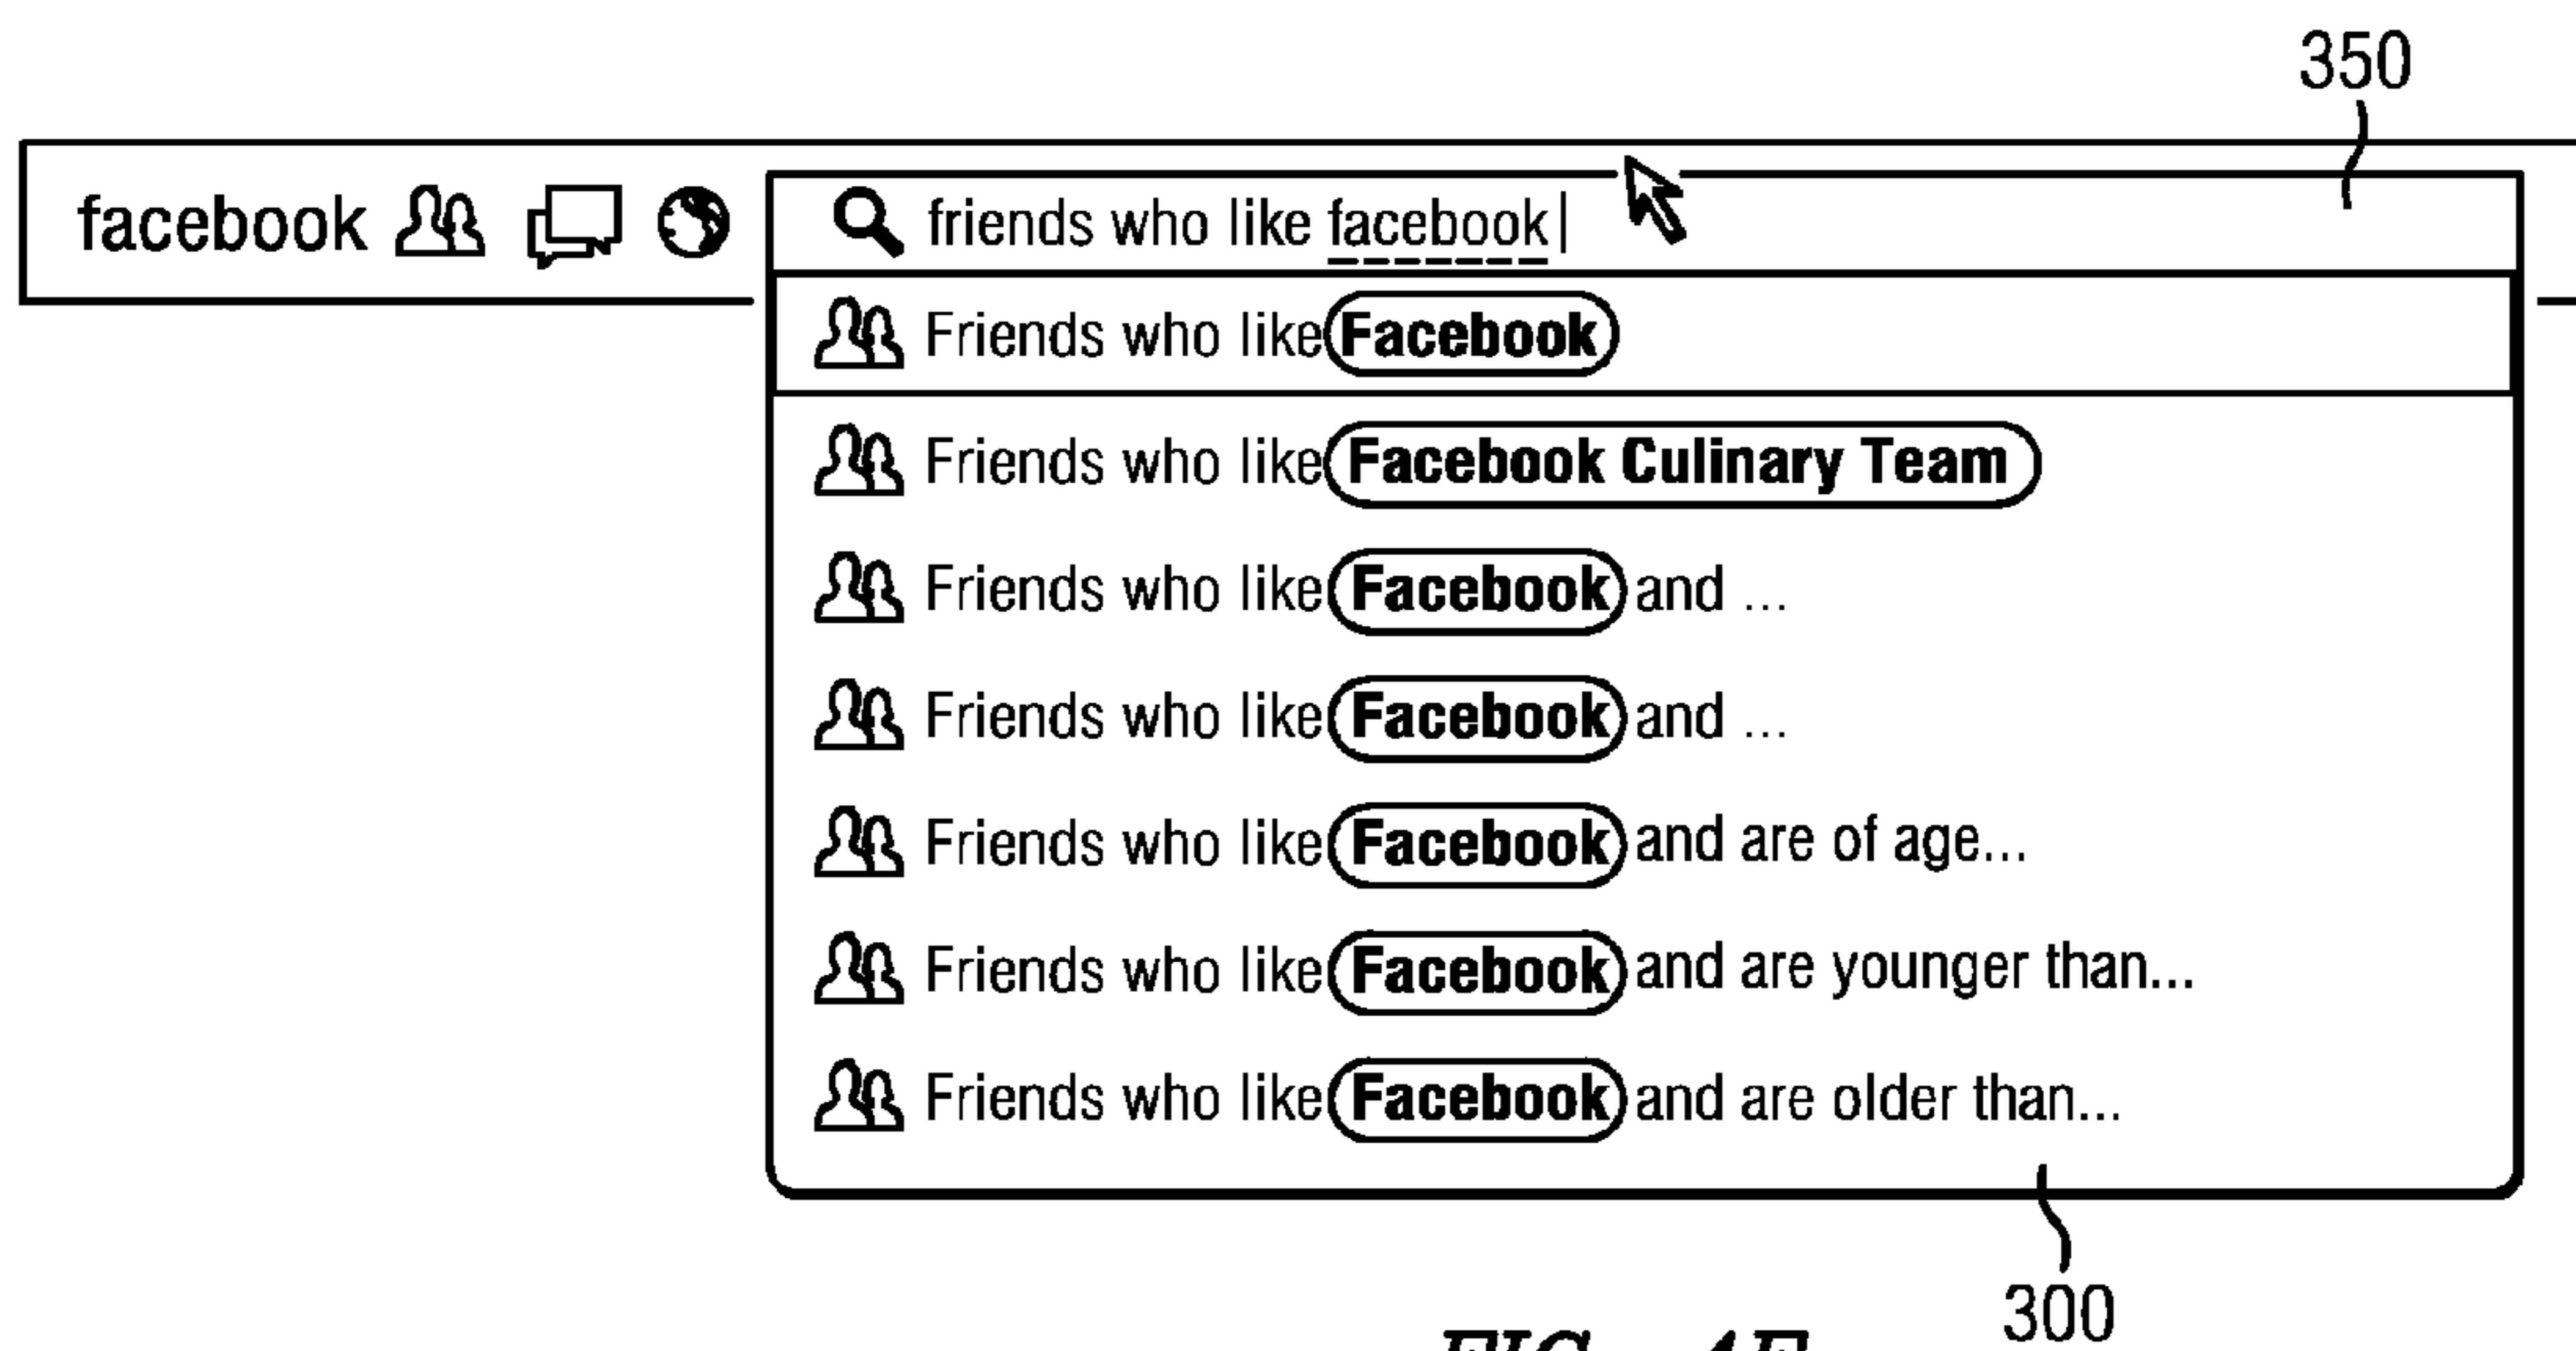 350
facebook friends who like facebook
Friends who like Facebook
Friends who like Facebook Culinary Team
Friends who like Facebook and ...
Friends who like Facebook and ...
Friends who like Facebook and are of age...
Friends who like Facebook and are younger than...
Friends who like Facebook and are older than...
300